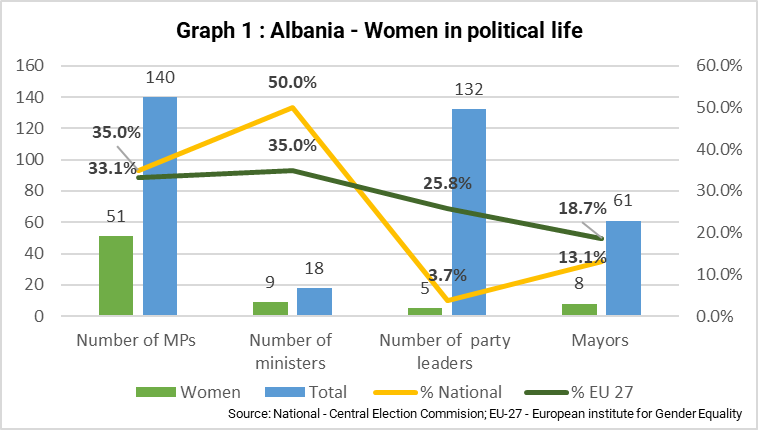 Graph 1 : Albania - Women in political life
160
140
120
100
80
60
40
20
0
60.0%
50.0%
40.0%
30.0%
20.0%
10.0%
0.0%
35.0%
33.1%
51
140
50.0%
35.0%
9
18
25.8%
3.7%
5
132
18.7%
13.1%
8
61
Number of MPs
Number of
ministers
Number of party
leaders
Mayors
Women
Total
% National
% EU 27
Source: National - Central Election Commision; EU-27 - European institute for Gender Equality